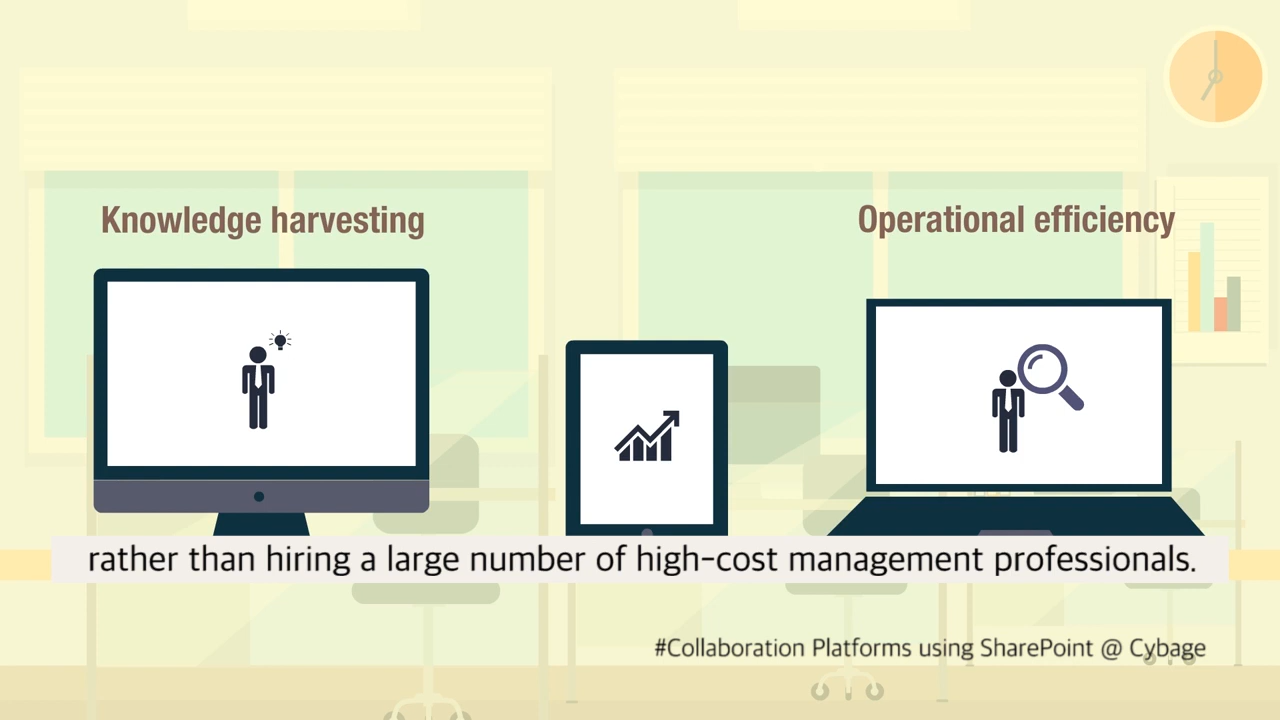 Knowledge harvesting
Operational efficiency
rather than hiring a large number of high-cost management professionals.
#Collaboration Platforms using SharePoint @ Cybage